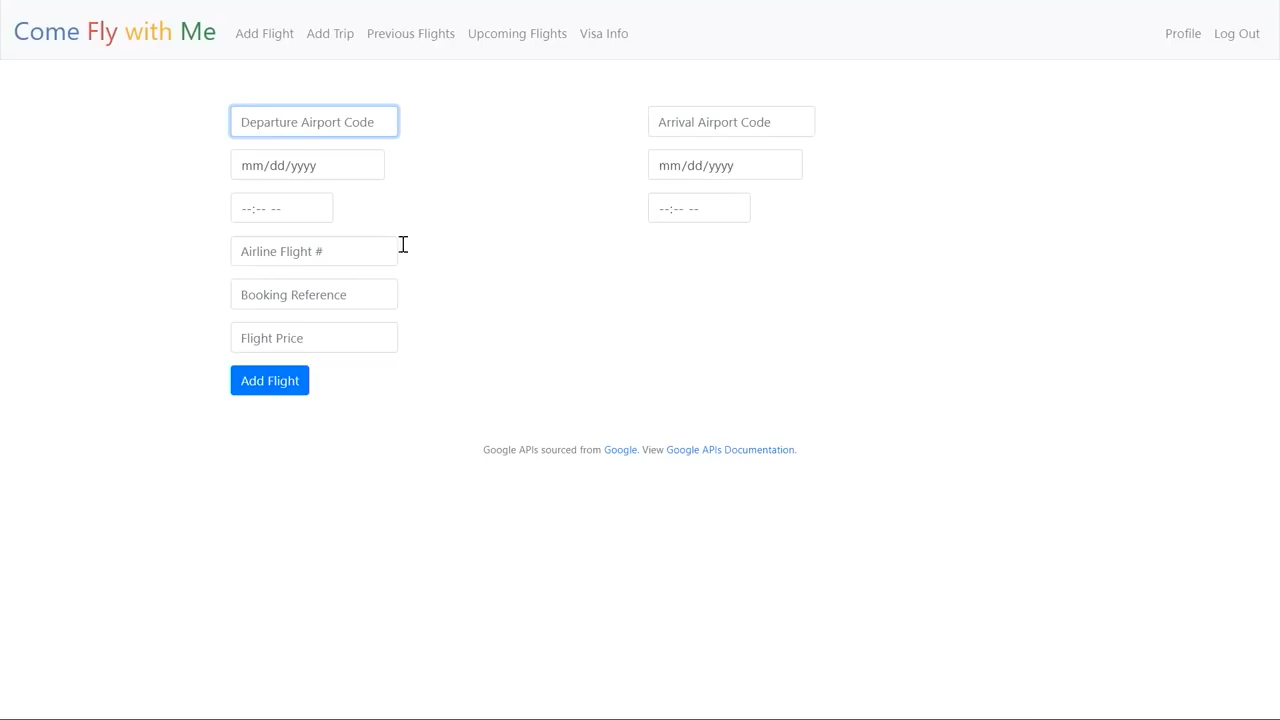 Come Fly with Me Add Flight Add Trip Previous Flights Upcoming Flights Visa Info Profile Log Out
Departure Airport Code Arrival Airport Code
mm/dd/yyyy mm/dd/yyyy
--:-- -- --:-- --
Airline Flight #
Booking Reference
Flight Price
Add Flight
Google APIs sourced from Google. View Google APIs Documentation.